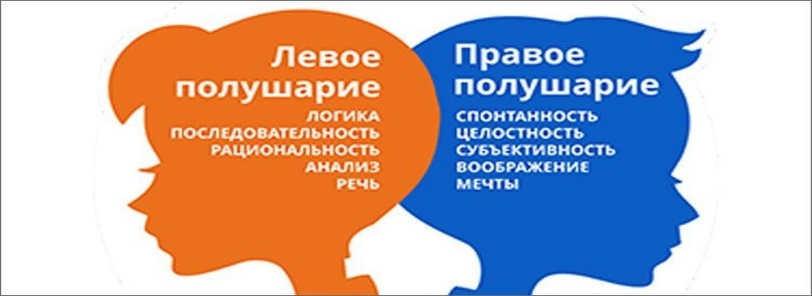 Левое
полушарие
ЛОГИКА
ПОСЛЕДОВАТЕЛЬНОСТЬ
РАЦИОНАЛЬНОСТЬ
АНАЛИЗ
РЕЧЬ
Правое
полушарие
СПОНТАННОСТЬ
ЦЕЛОСТНОСТЬ
СУБЪЕКТИВНОСТЬ
ВООБРАЖЕНИЕ
МЕЧТЫ